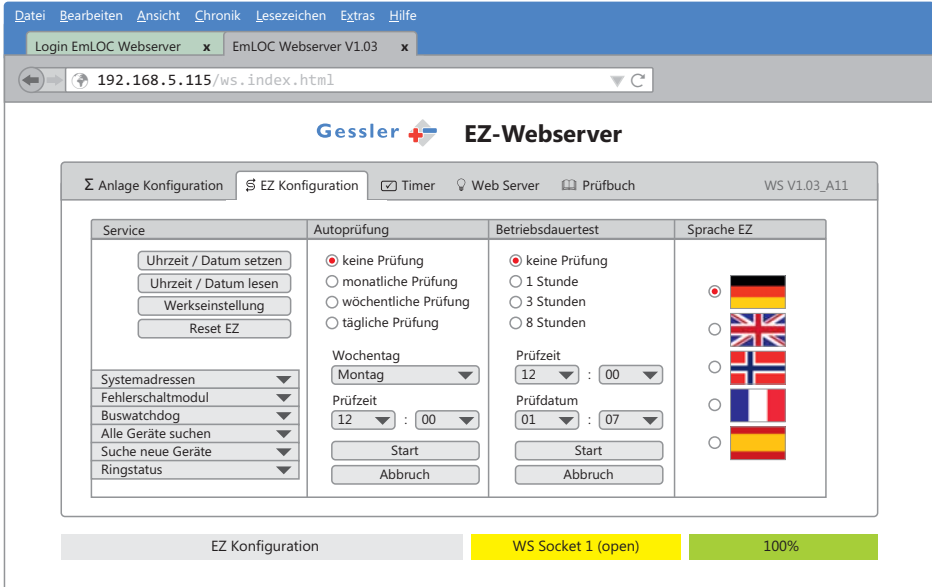 Datei Bearbeiten Ansicht Chronik Lesezeichen Extras Hilfe
Login EmLOC Webserver x EmLOC Webserver V1.03 x
192.168.5.115/ws.index.html
Gessler EZ-Webserver
Σ Anlage Konfiguration EZ Konfiguration Timer Web Server Prüfbuch WS V1.03_A11
Service
Uhrzeit / Datum setzen
Uhrzeit / Datum lesen
Werkseinstellung
Reset EZ
Systemadressen
Fehlerschaltmodul
Buswatchdog
Alle Geräte suchen
Suche neue Geräte
Ringstatus
Autoprüfung
keine Prüfung
monatliche Prüfung
wöchentliche Prüfung
tägliche Prüfung
Wochentag
Montag
Prüfzeit
12 : 00
Start
Abbruch
Betriebsdauertest
keine Prüfung
1 Stunde
3 Stunden
8 Stunden
Prüfzeit
12 : 00
Prüfdatum
01 : 07
Start
Abbruch
Sprache EZ
EZ Konfiguration WS Socket 1 (open) 100%